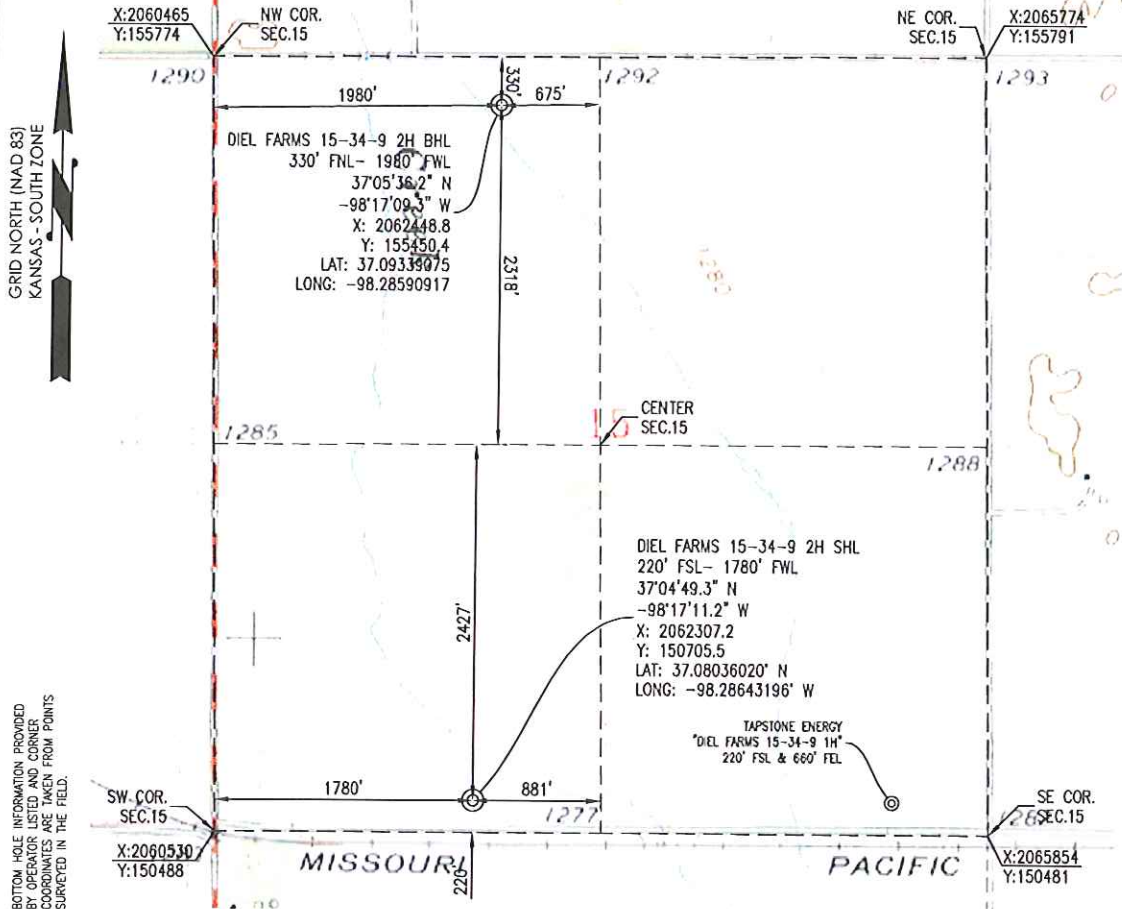 X:2060465
Y:155774
NW COR.
SEC.15
NE COR.
SEC.15
X:2065774
Y:155791
1290
1292
1293
330'
1980'
675'
GRID NORTH (NAD 83)
KANSAS - SOUTH ZONE
DIEL FARMS 15-34-9 2H BHL
330' FNL- 1980' FWL
37°05'36.2" N
-98°17'09.3" W
X: 2062448.8
Y: 155450.4
LAT: 37.09339075
LONG: -98.28590917
2318'
1280
1285
15
CENTER
SEC.15
1288
2427'
DIEL FARMS 15-34-9 2H SHL
220' FSL- 1780' FWL
37°04'49.3" N
-98°17'11.2" W
X: 2062307.2
Y: 150705.5
LAT: 37.08036020° N
LONG: -98.28643196° W
TAPSTONE ENERGY
"DIEL FARMS 15-34-9 1H"
220' FSL & 660' FEL
BOTTOM HOLE INFORMATION PROVIDED
BY OPERATOR LISTED AND CORNER
COORDINATES ARE TAKEN FROM POINTS
SURVEYED IN THE FIELD.
1780'
881'
1277
SW COR.
SEC.15
SE COR.
SEC.15
X:2060530
Y:150488
MISSOURI
220'
PACIFIC
X:2065854
Y:150481